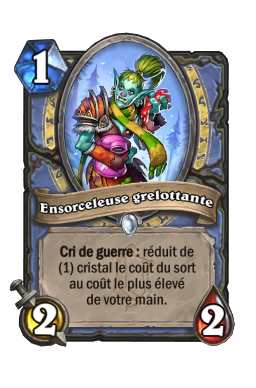 1
Ensorceleuse grelottante
Cri de guerre : réduit de
(1) cristal le coût du sort
au coût le plus élevé
de votre main.
2
2